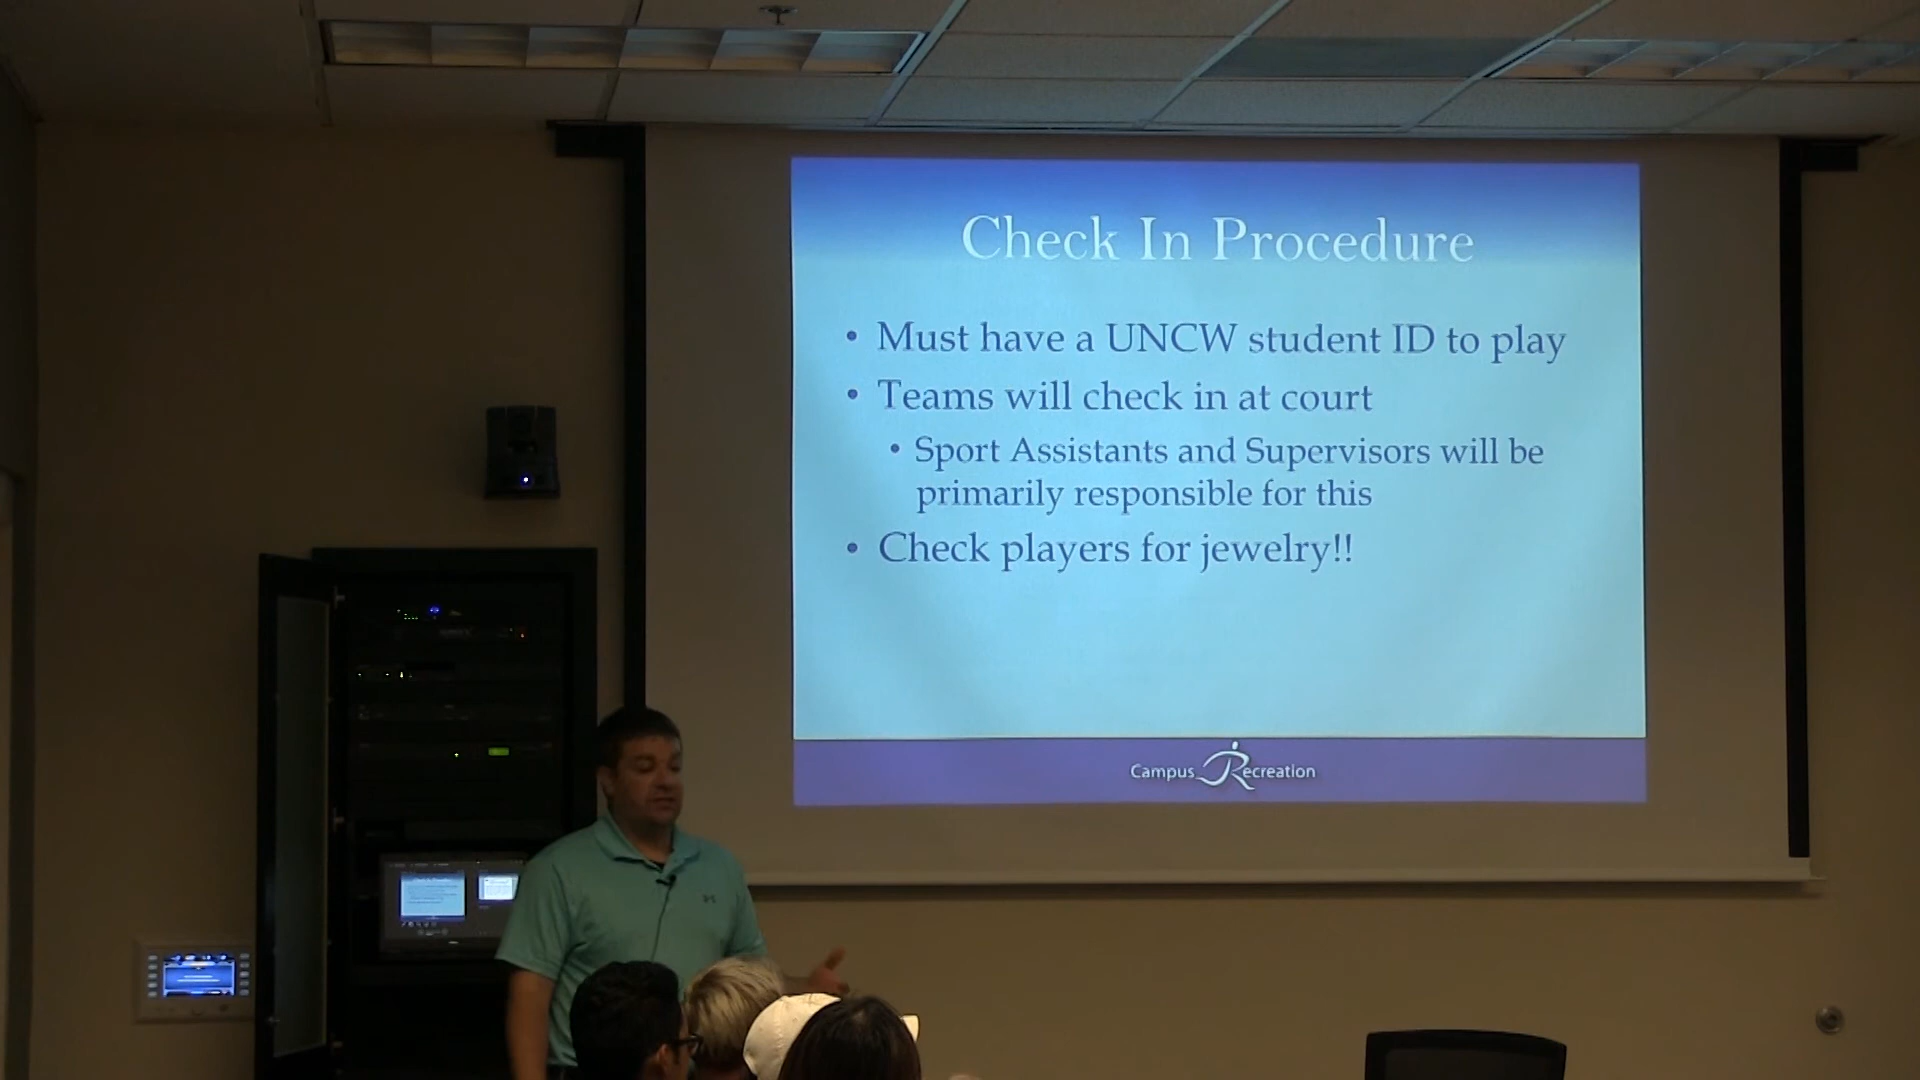 Check In Procedure
• Must have a UNCW student ID to play
• Teams will check in at court
• Sport Assistants and Supervisors will be
primarily responsible for this
• Check players for jewelry!!
Campus Recreation